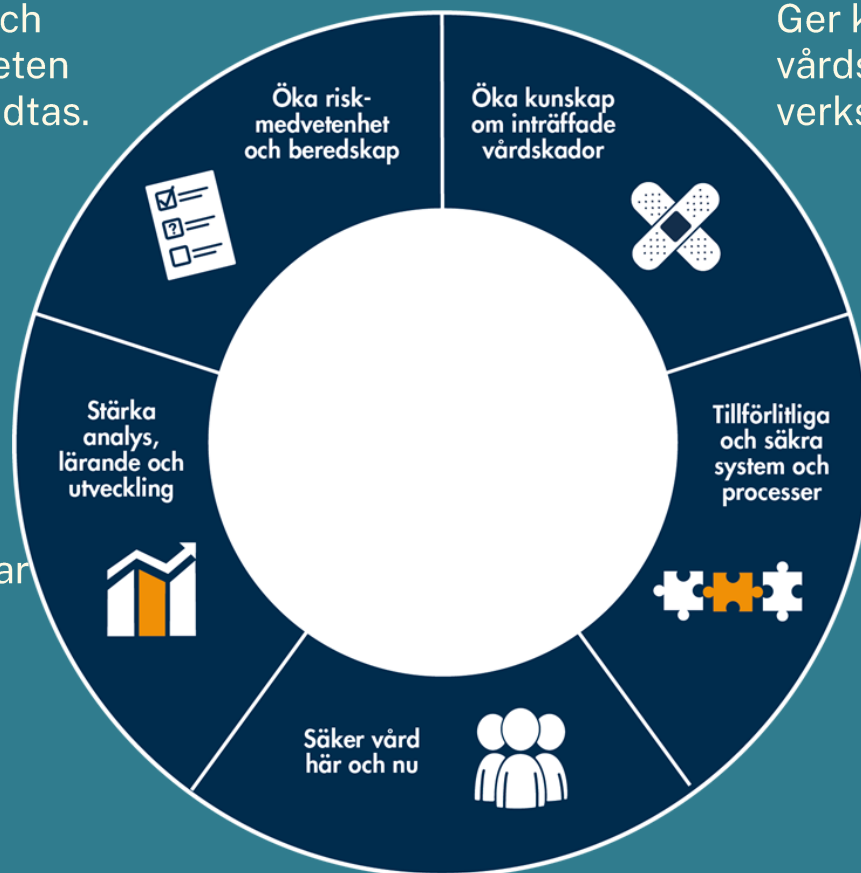 eten
dtas.
Ger
vårds
verks
Öka risk-
medvetenhet
och beredskap
Öka kunskap
om inträffade
vårdskador
?
Stärka
analys,
lärande och
utveckling
Tillförlitliga
och säkra
system och
processer
ar
Säker vård
här och nu